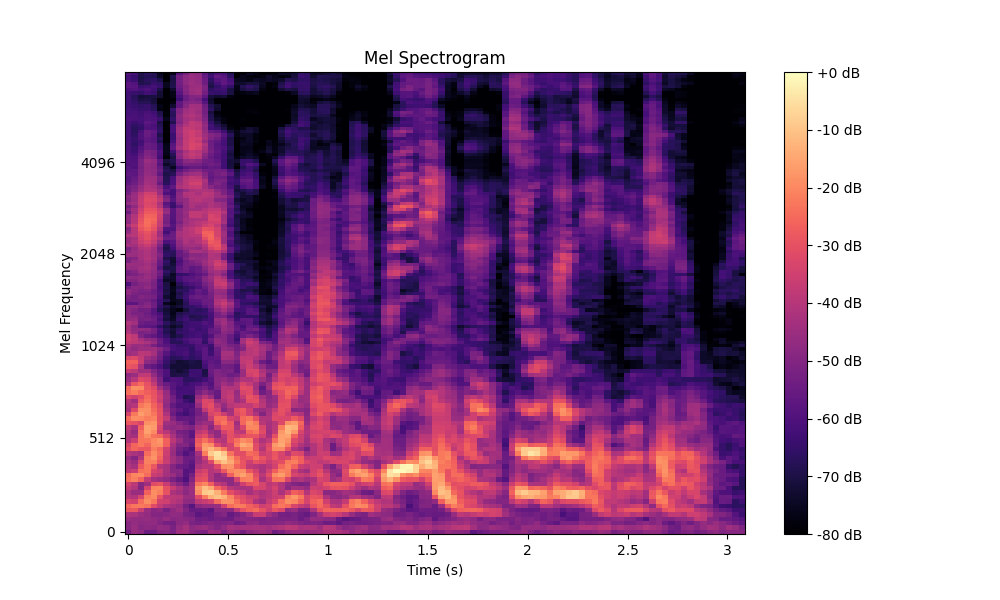 Mel Spectrogram
+0 dB
-10 dB
-20 dB
-30 dB
-40 dB
-50 dB
-60 dB
-70 dB
-80 dB
Mel Frequency
4096
2048
1024
512
0
0 0.5 1 1.5 2 2.5 3
Time (s)